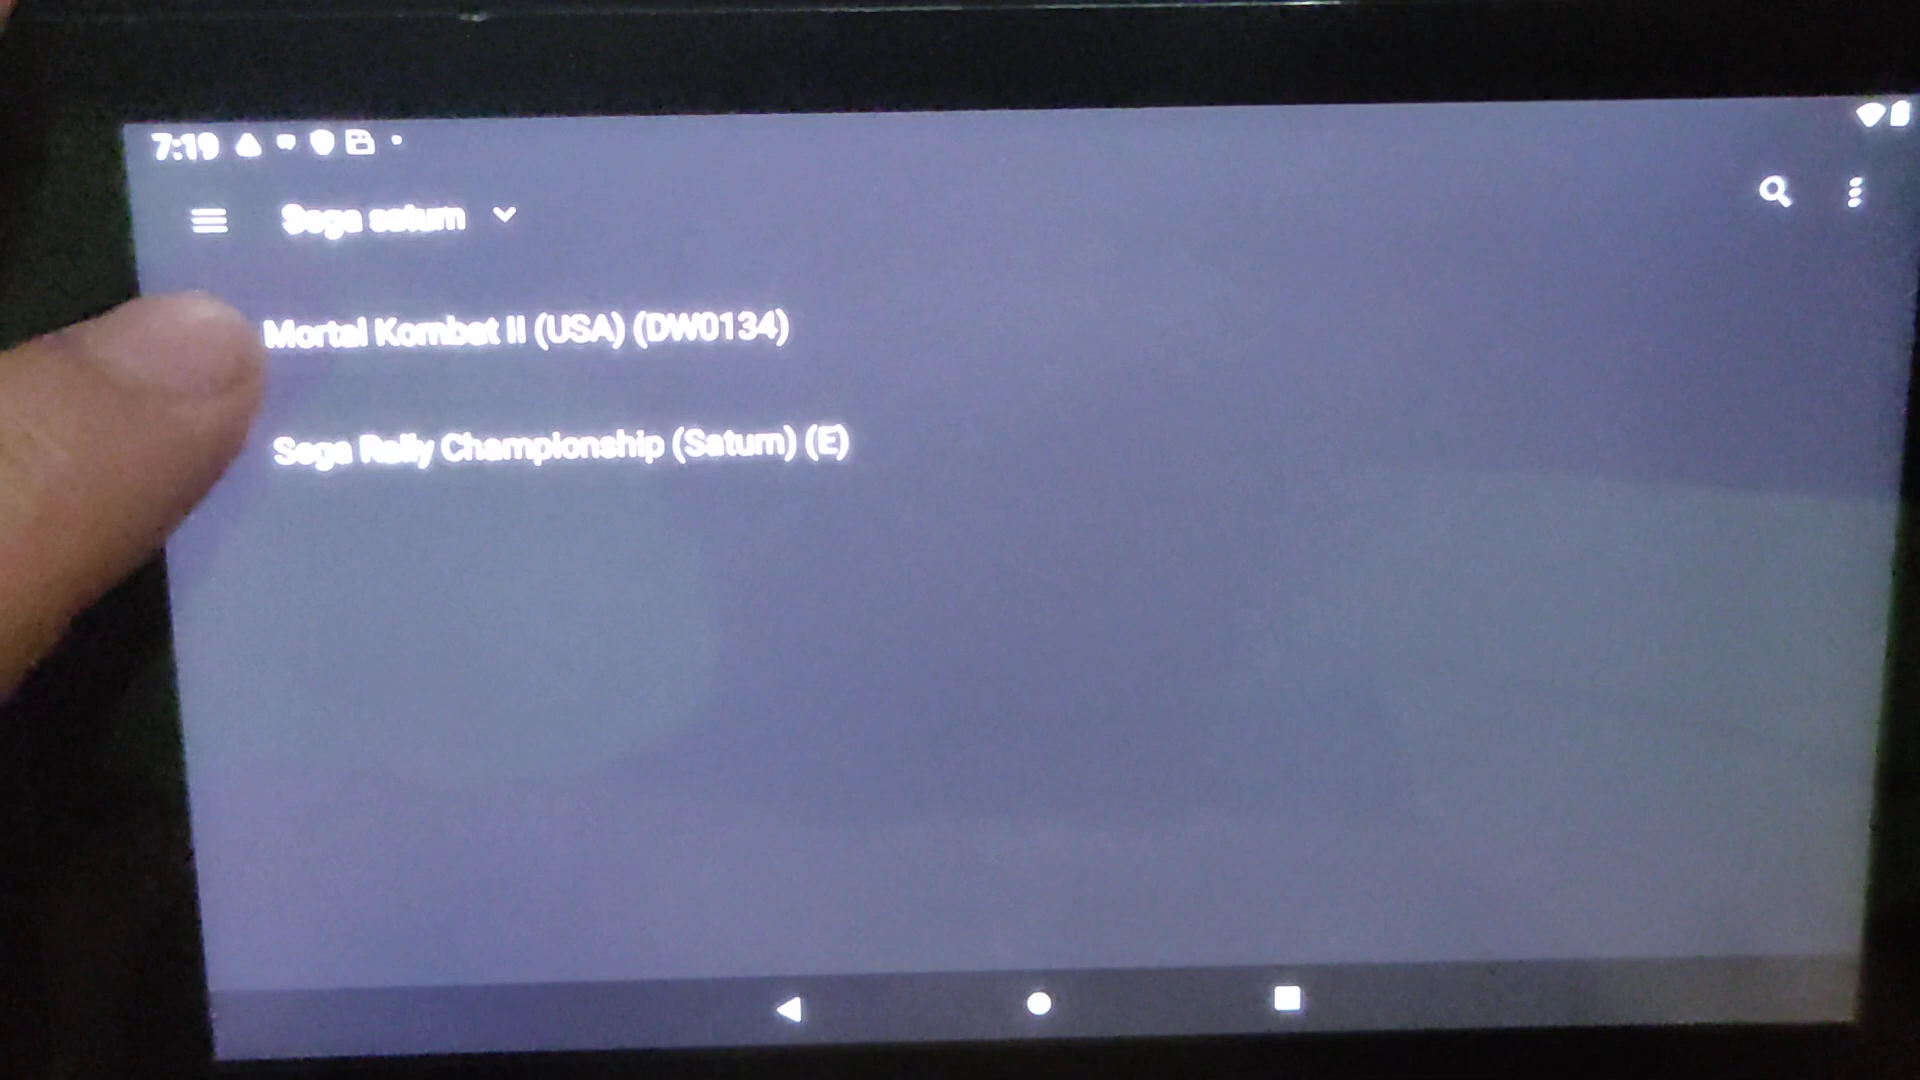 7:19
Sega saturn
Mortal Kombat II (USA) (DW0134)
Sega Rally Championship (Saturn) (E)